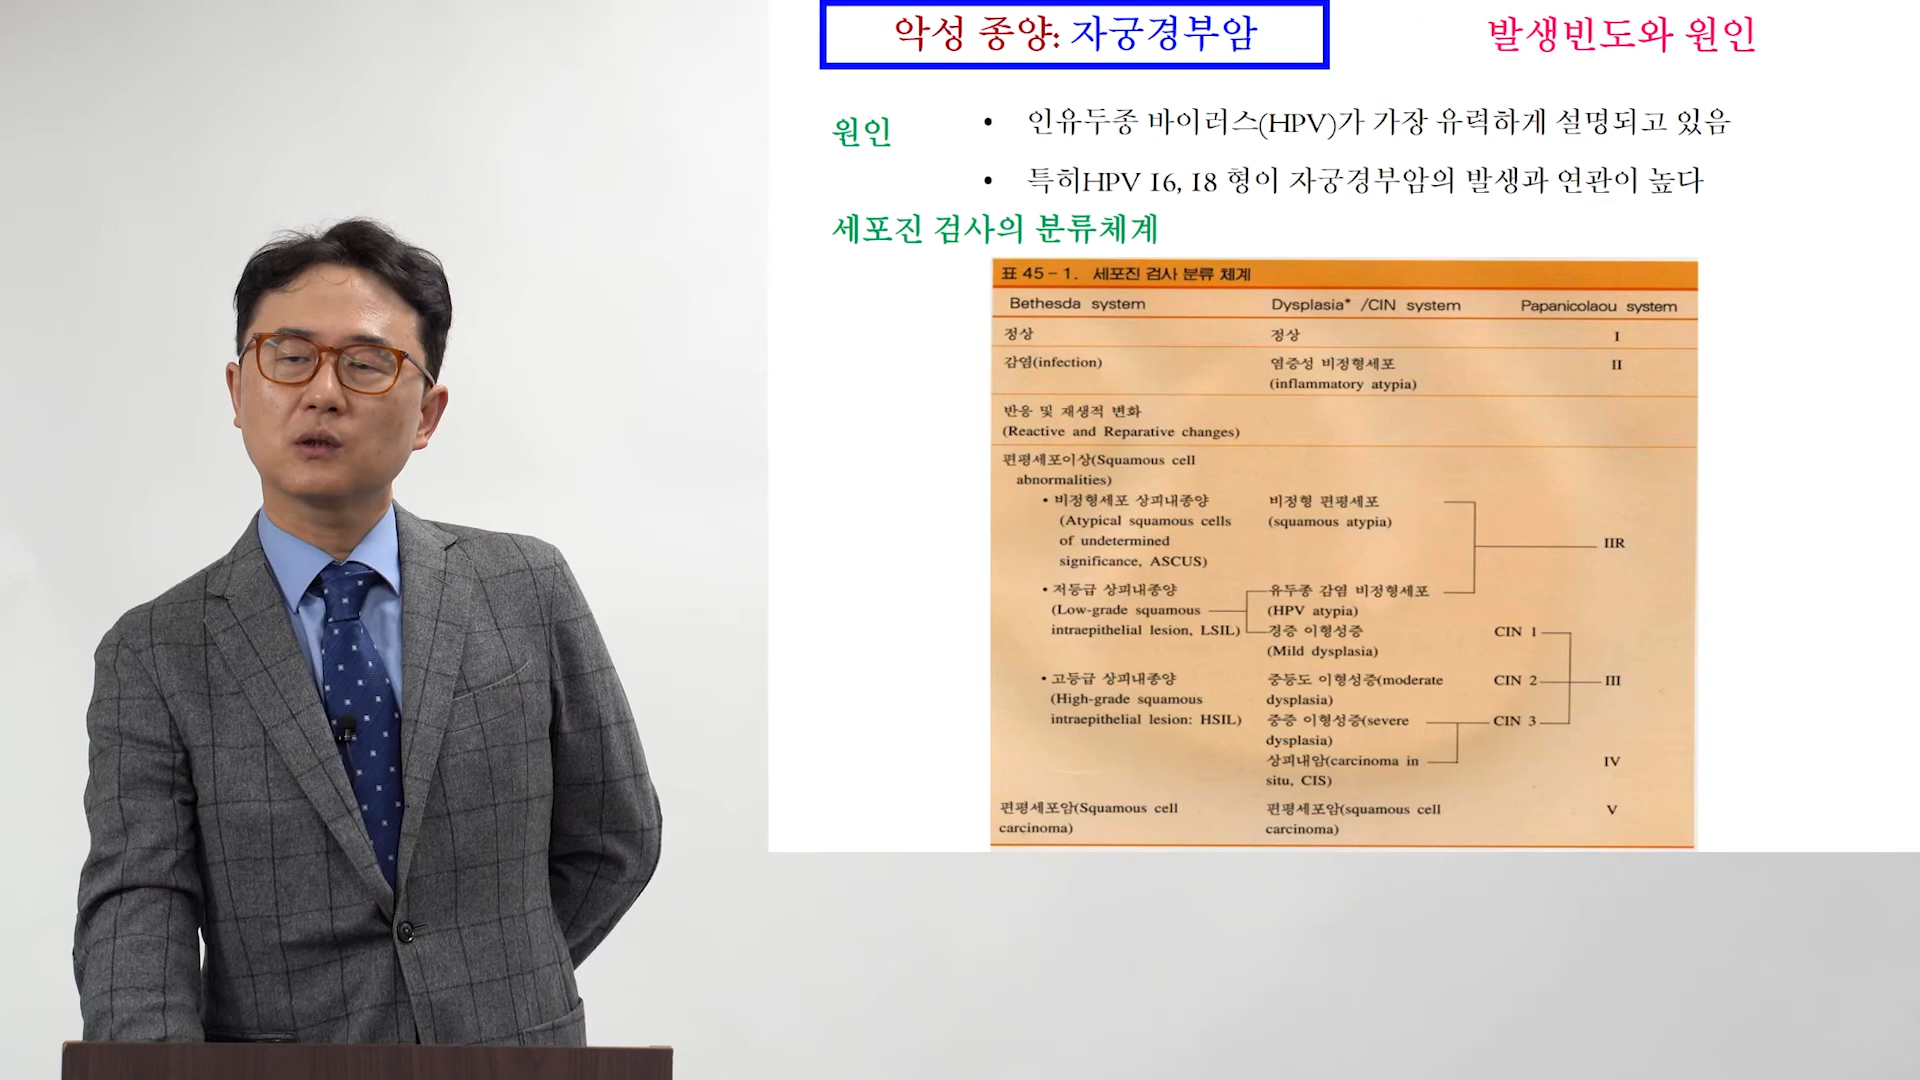 악성 종양: 자궁경부암
발생빈도와 원인
원인
• 인유두종 바이러스(HPV)가 가장 유력하게 설명되고 있음
• 특히HPV 16, 18 형이 자궁경부암의 발생과 연관이 높다
세포진 검사의 분류체계
표 45 - 1. 세포진 검사 분류 체계
Bethesda system Dysplasia* /CIN system Papanicolaou system
정상 정상 I
감염(infection) 염증성 비정형세포 II
(inflammatory atypia)
반응 및 재생적 변화
(Reactive and Reparative changes)
편평세포이상(Squamous cell
abnormalities)
• 비정형세포 상피내종양 비정형 편평세포
(Atypical squamous cells (squamous atypia)
of undetermined IIR
significance, ASCUS)
• 저등급 상피내종양 유두종 감염 비정형세포
(Low-grade squamous (HPV atypia)
intraepithelial lesion, LSIL) 경증 이형성증 CIN 1
(Mild dysplasia)
• 고등급 상피내종양 중등도 이형성증(moderate CIN 2 III
(High-grade squamous dysplasia)
intraepithelial lesion: HSIL) 중증 이형성증(severe CIN 3
dysplasia)
상피내암(carcinoma in IV
situ, CIS)
편평세포암(Squamous cell 편평세포암(squamous cell V
carcinoma) carcinoma)